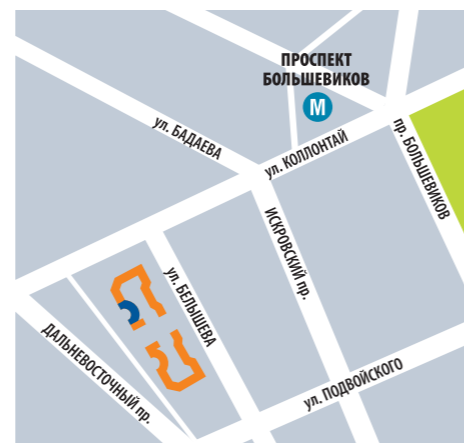 ПРОСПЕКТ
БОЛЬШЕВИКОВ
М
ул. БАДАЕВА
ул. КОЛЛОНТАЙ
пр. БОЛЬШЕВИКОВ
ИСКРОВСКИЙ пр.
ул. БЕЛЫШЕВА
ДАЛЬНЕВОСТОЧНЫЙ пр.
ул. ПОДВОЙСКОГО